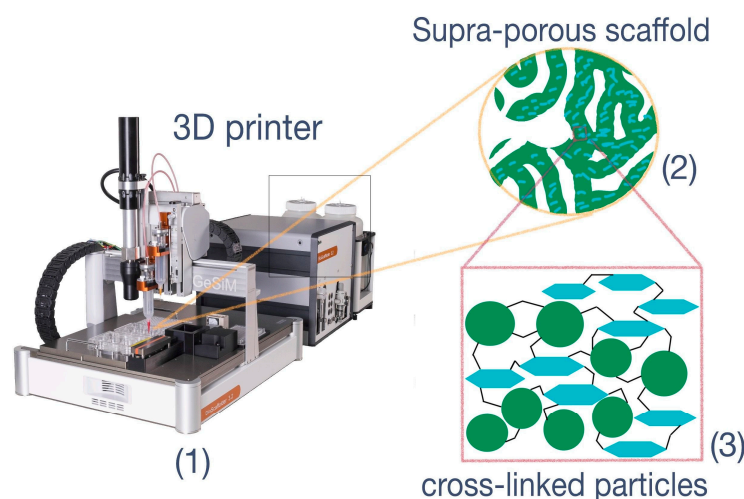 Supra-porous scaffold
3D printer
(2)
GeSiM
(1)
(3)
cross-linked particles